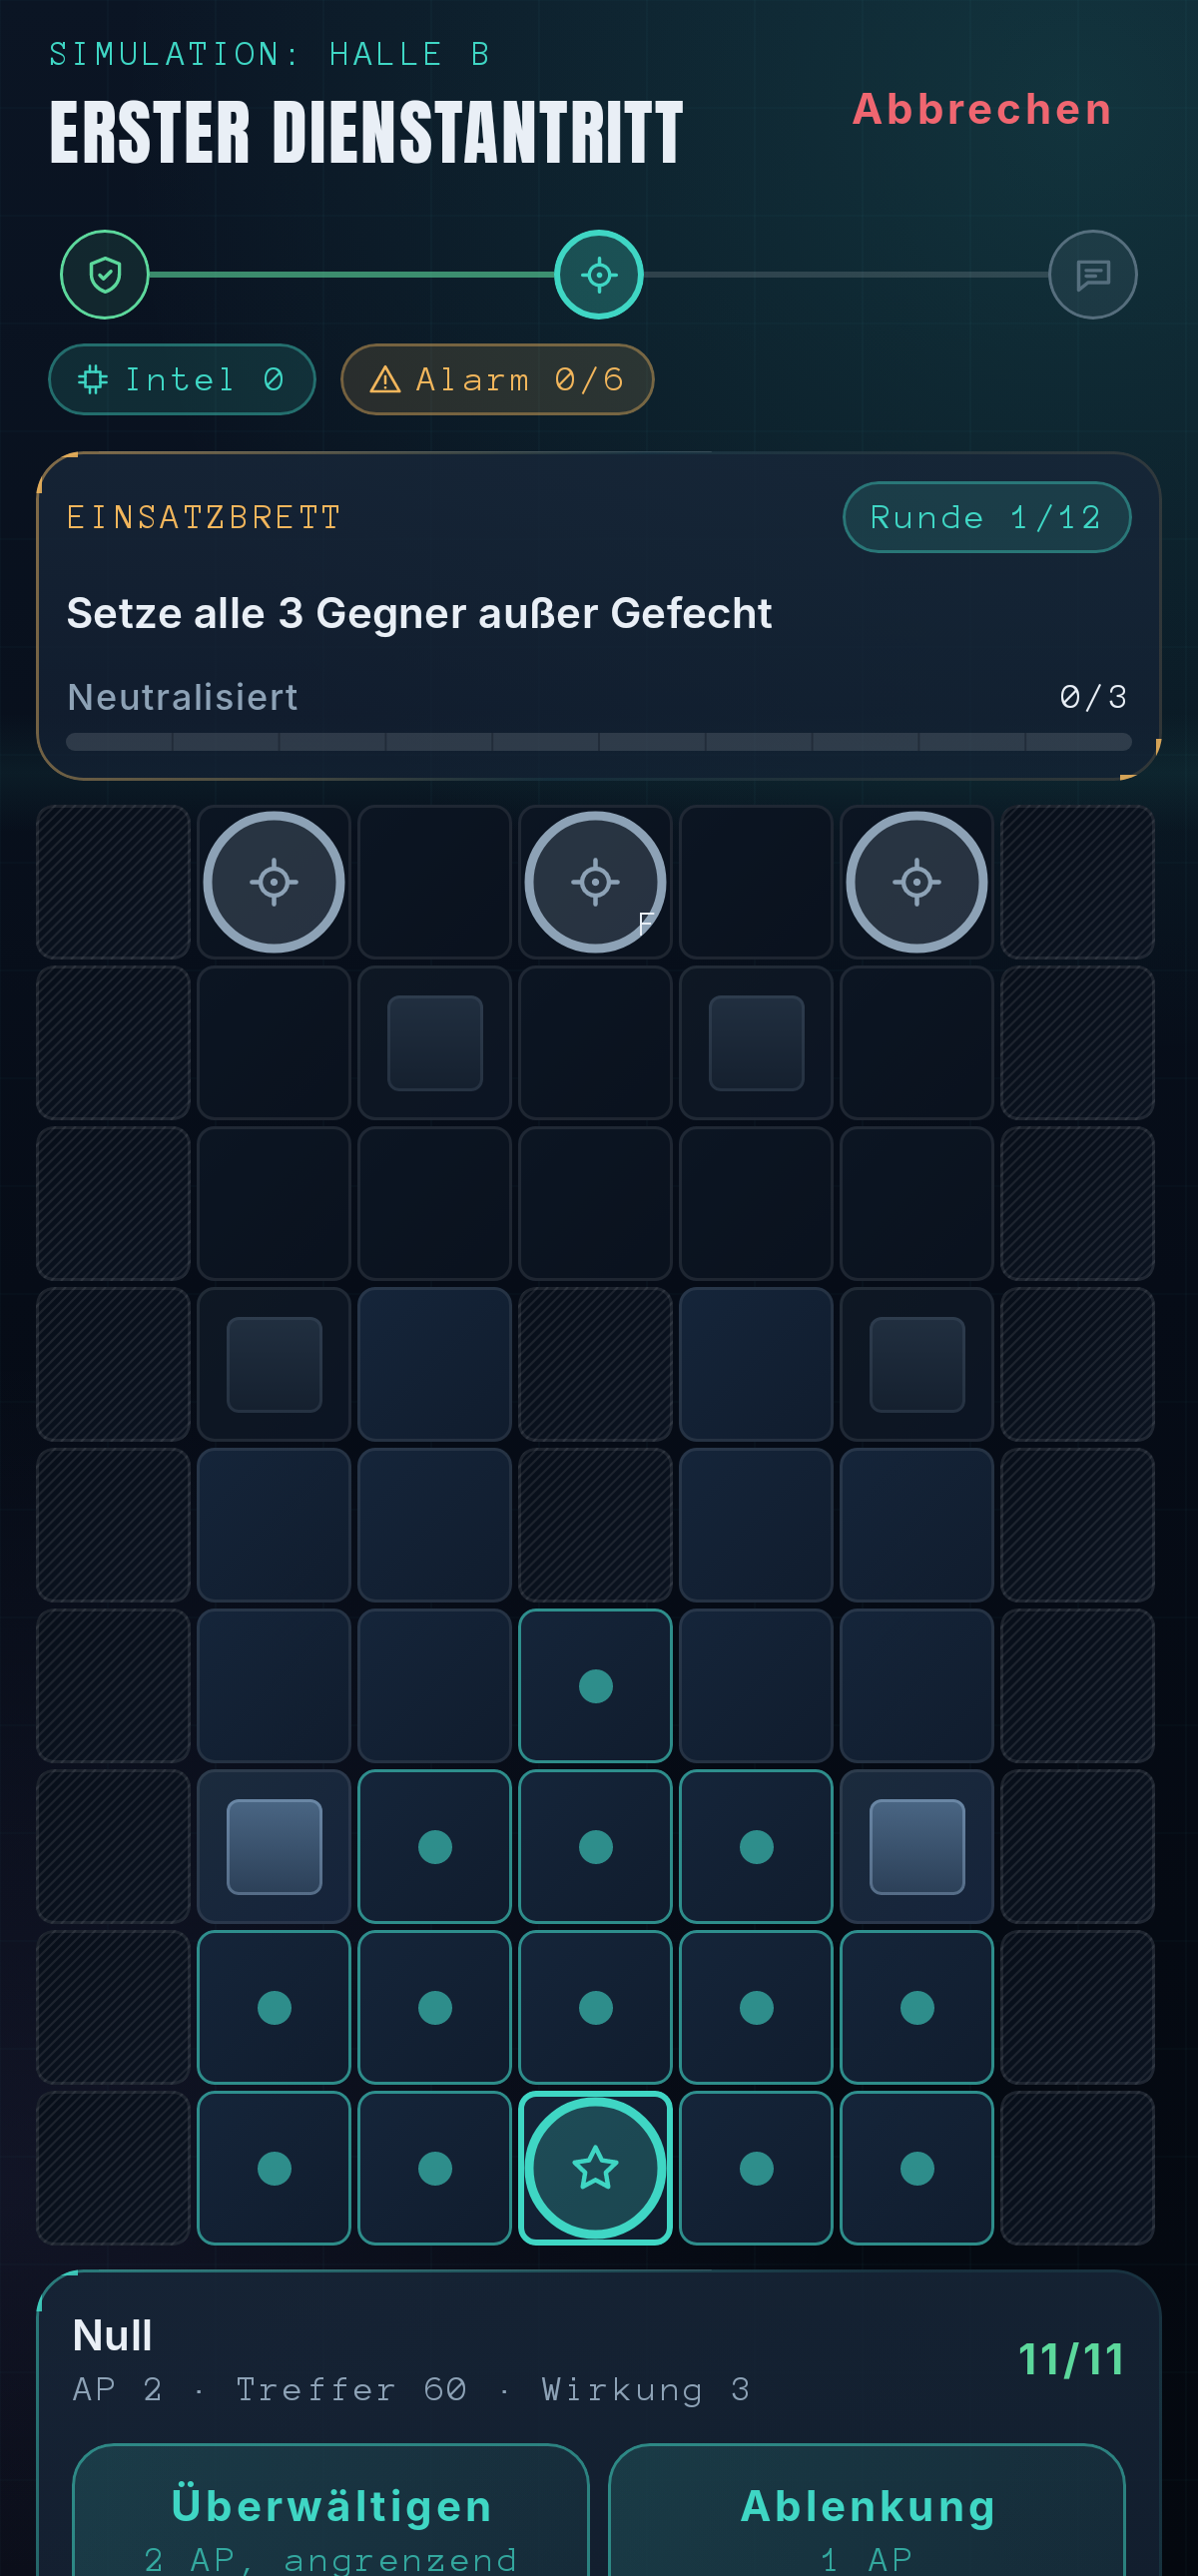 SIMULATION: HALLE B
ERSTER DIENSTANTRITT
Abbrechen
Intel 0
Alarm 0/6
EINSATZBRETT
Runde 1/12
Setze alle 3 Gegner außer Gefecht
Neutralisiert
0/3
F
Null
11/11
AP 2 · Treffer 60 · Wirkung 3
Überwältigen
Ablenkung
2 AP, angrenzend
1 AP